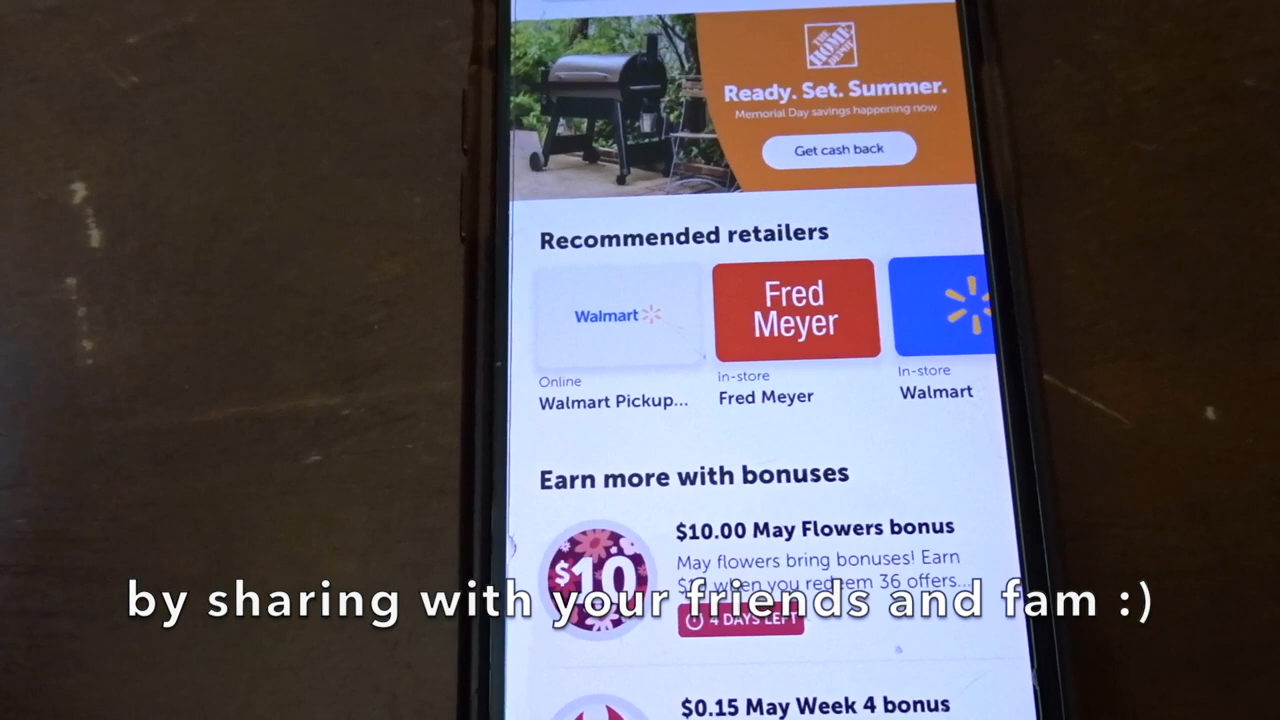 THE HOME DEPOT
Ready. Set. Summer.
Memorial Day savings happening now
Get cash back
Recommended retailers
Walmart
Fred
Meyer
Online
Walmart Pickup...
in-store
Fred Meyer
In-store
Walmart
Earn more with bonuses
$10
$10.00 May Flowers bonus
May flowers bring bonuses! Earn
when you redeem 36 offers...
by sharing with your friends and fam :)
4 DAYS LEFT
$0.15 May Week 4 bonus